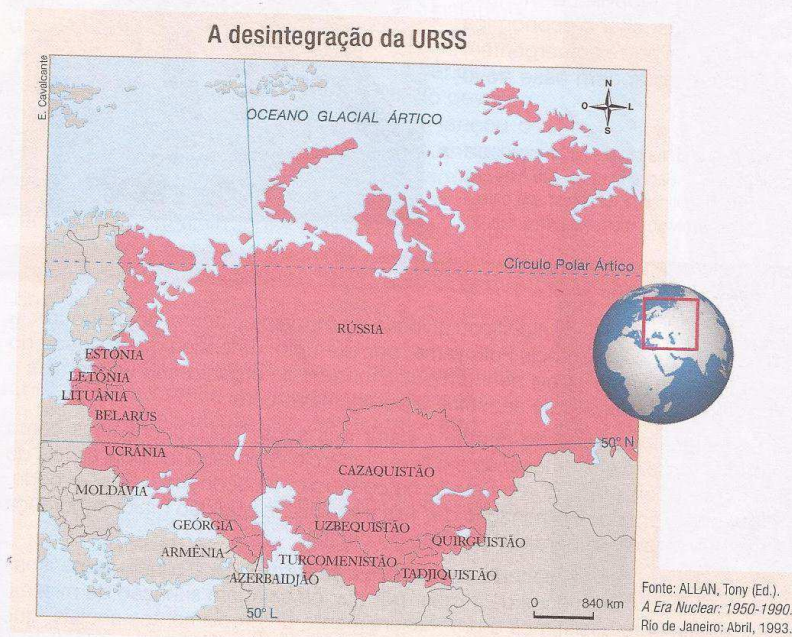 A desintegração da URSS
E. Cavalcante
N
O
L
S
OCEANO GLACIAL ÁRTICO
Círculo Polar Ártico
RÚSSIA
ESTÔNIA
LETÔNIA
LITUÂNIA
BELARUS
50° N
UCRÂNIA
CAZAQUISTÃO
MOLDÁVIA
GEÓRGIA
UZBEQUISTÃO
QUIRGUISTÃO
ARMÊNIA
TURCOMENISTÃO
TADJIQUISTÃO
AZERBAIDJÃO
50° L
0
840 km
Fonte: ALLAN, Tony (Ed.).
A Era Nuclear: 1950-1990.
Rio de Janeiro: Abril, 1993.